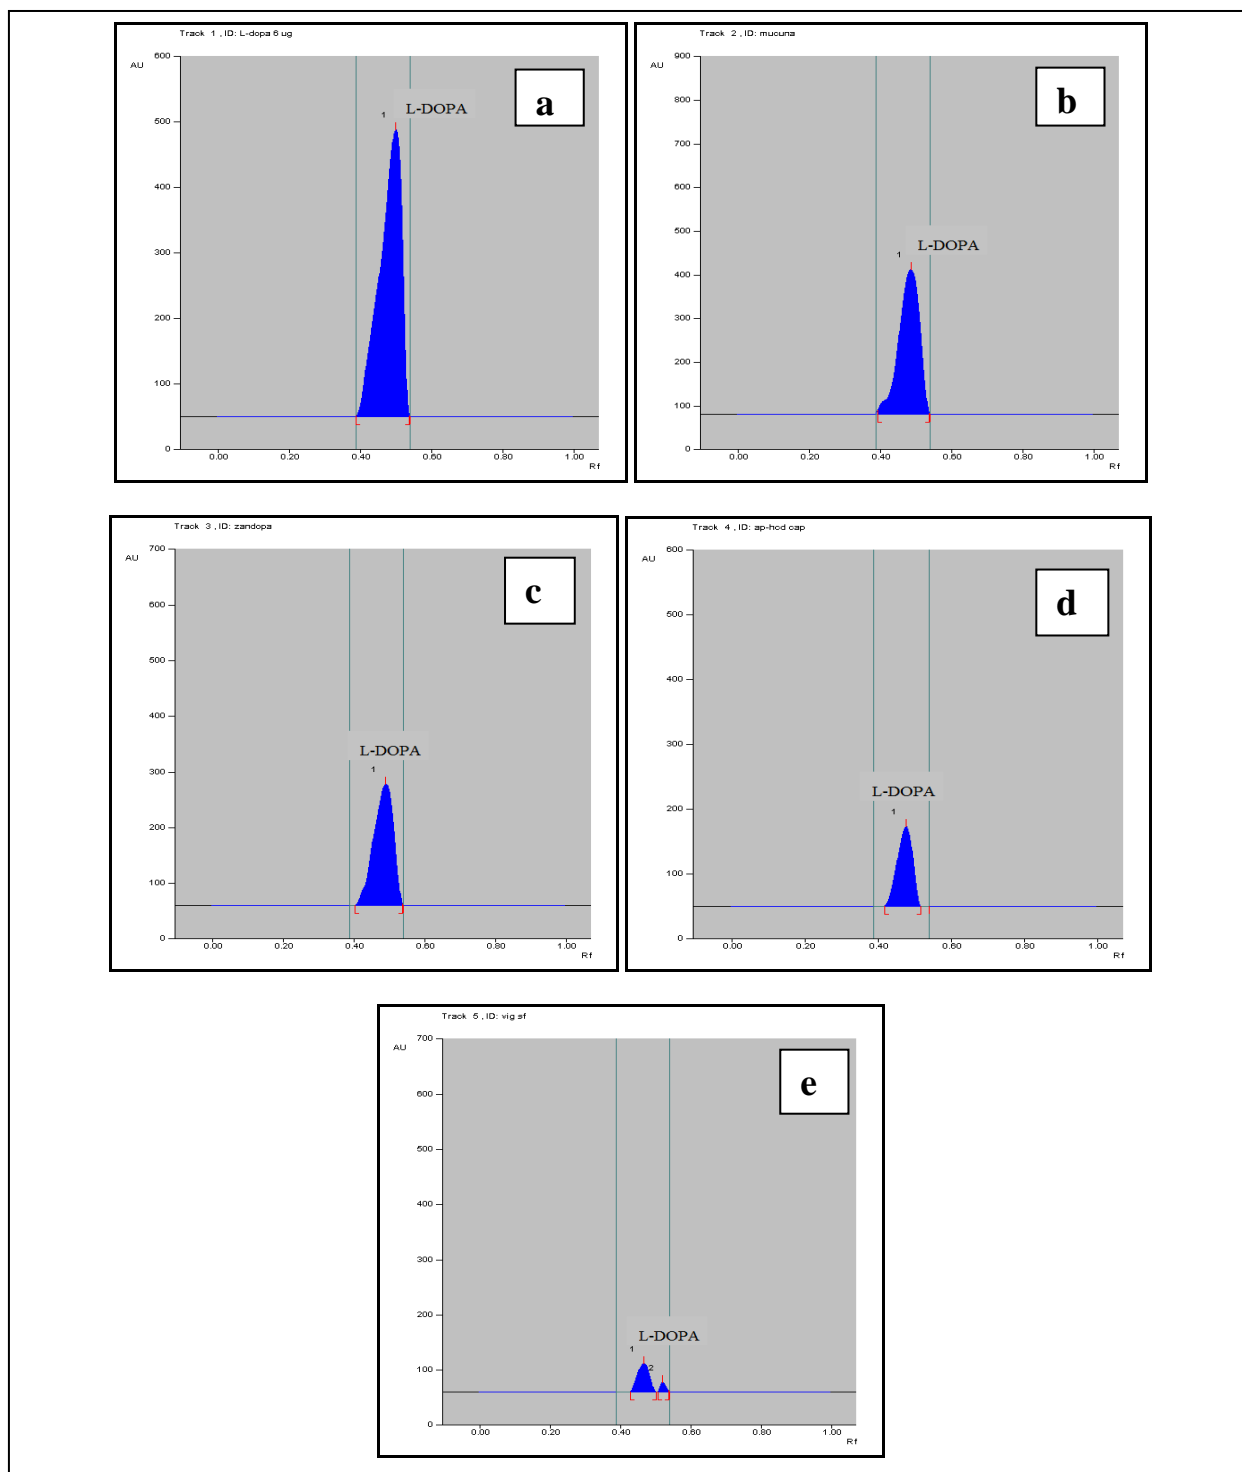 Track 1 , ID: L-dopa 6 ug
600
AU
a
L-DOPA
1
500
400
300
200
100
0
0.00 0.20 0.40 0.60 0.80 1.00
Rf
Track 2 , ID: mucuna
900
AU
b
800
700
600
500
L-DOPA
1
400
300
200
100
0
0.00 0.20 0.40 0.60 0.80 1.00
Rf
Track 3 , ID: zandopa
700
AU
c
600
500
400
L-DOPA
1
300
200
100
0
0.00 0.20 0.40 0.60 0.80 1.00
Rf
Track 4 , ID: ap-hod cap
600
AU
d
500
400
300
L-DOPA
200
1
100
0
0.00 0.20 0.40 0.60 0.80 1.00
Rf
Track 5 , ID: vig sf
700
AU
e
600
500
400
300
200
L-DOPA
1
2
100
0
0.00 0.20 0.40 0.60 0.80 1.00
Rf